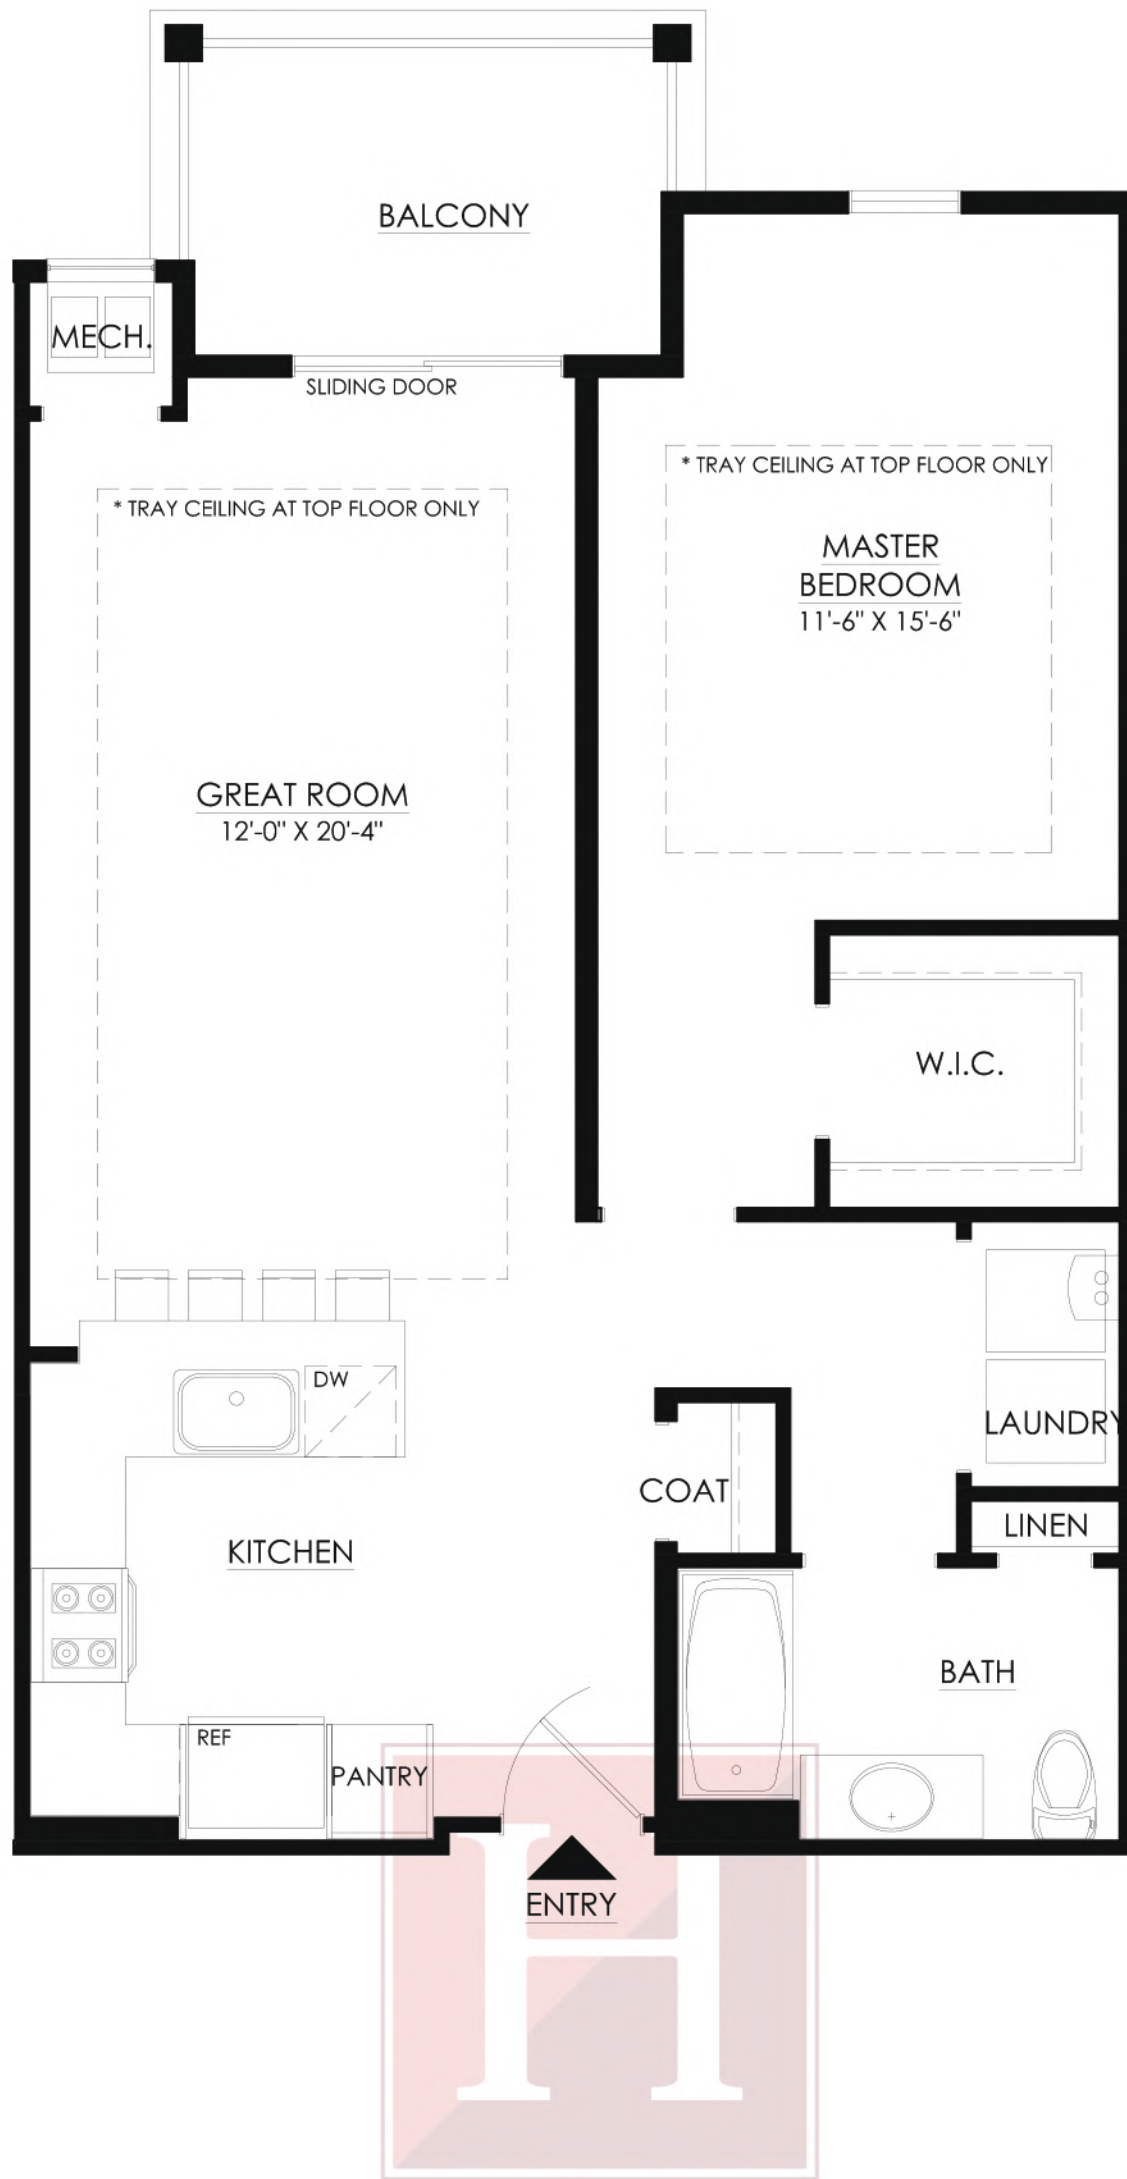 BALCONY
MECH.
SLIDING DOOR
* TRAY CEILING AT TOP FLOOR ONLY
* TRAY CEILING AT TOP FLOOR ONLY
MASTER
BEDROOM
11'-6" X 15'-6"
GREAT ROOM
12'-0" X 20'-4"
W.I.C.
DW
LAUNDRY
COAT
LINEN
KITCHEN
BATH
REF
PANTRY
ENTRY
H